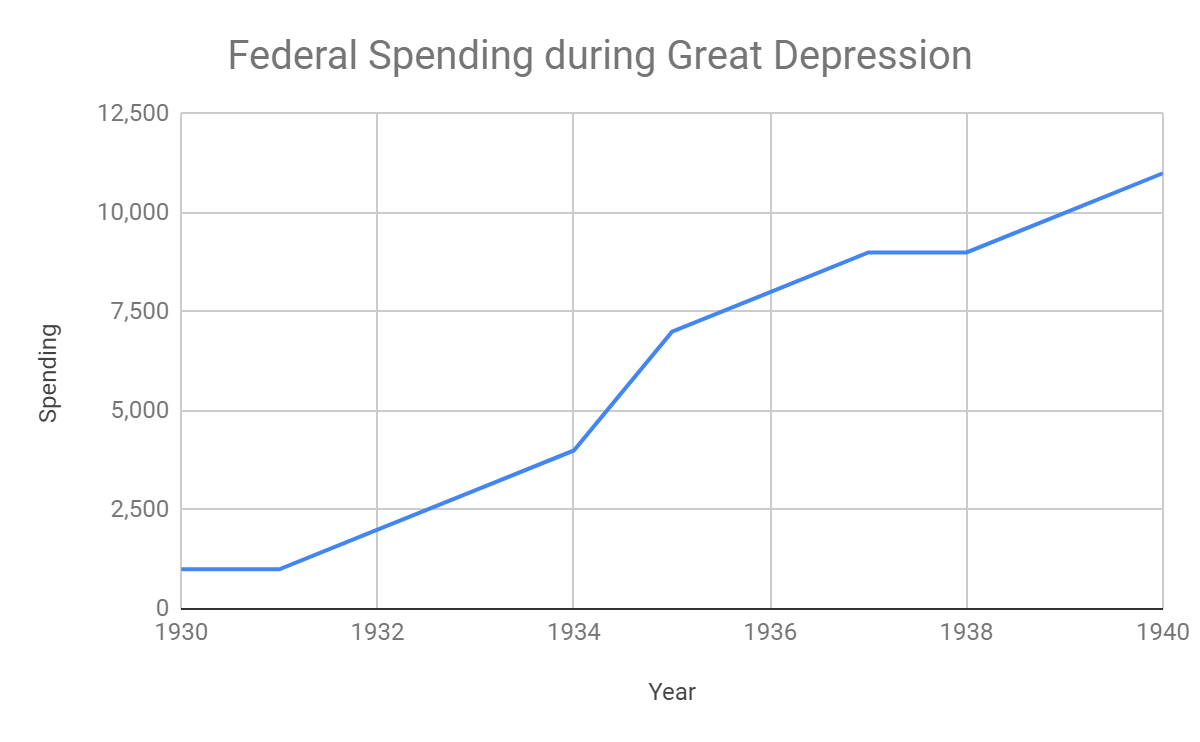 Federal Spending during Great Depression
12,500
10,000
7,500
5,000
2,500
0
Spending
1930 1932 1934 1936 1938 1940
Year